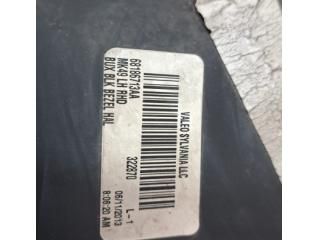 VALEO SYLVANIA LLC
68186713AA
MK49 LH RHD
BUX BLK BEZEL HAL
322870
L-1
06/11/2013
8:06:20 AM